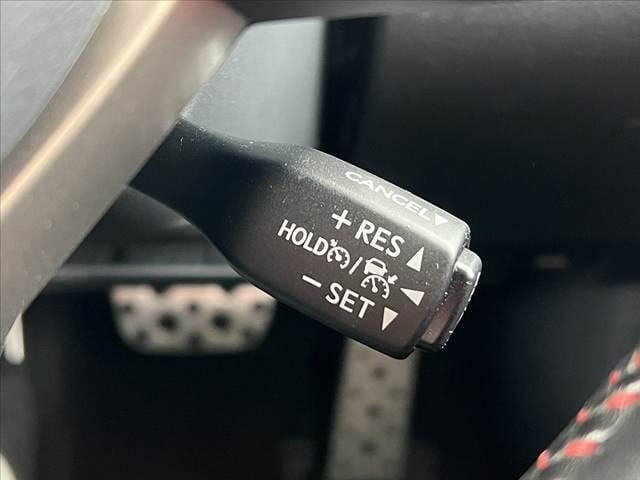 CANCEL
+ RES
HOLD /
- SET